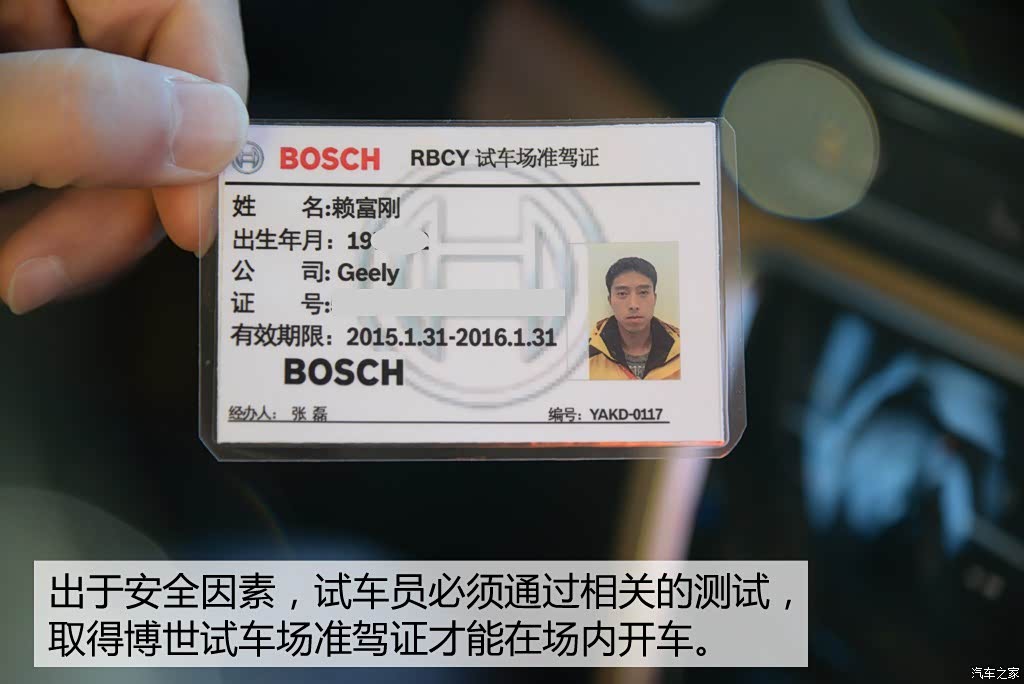 BOSCH RBCY 试车场准驾证
姓 名:赖富刚
出生年月：19
公 司: Geely
证 号:
有效期限：2015.1.31-2016.1.31
BOSCH
经办人： 张 磊 编号：YAKD-0117
出于安全因素，试车员必须通过相关的测试，
取得博世试车场准驾证才能在场内开车。
汽车之家